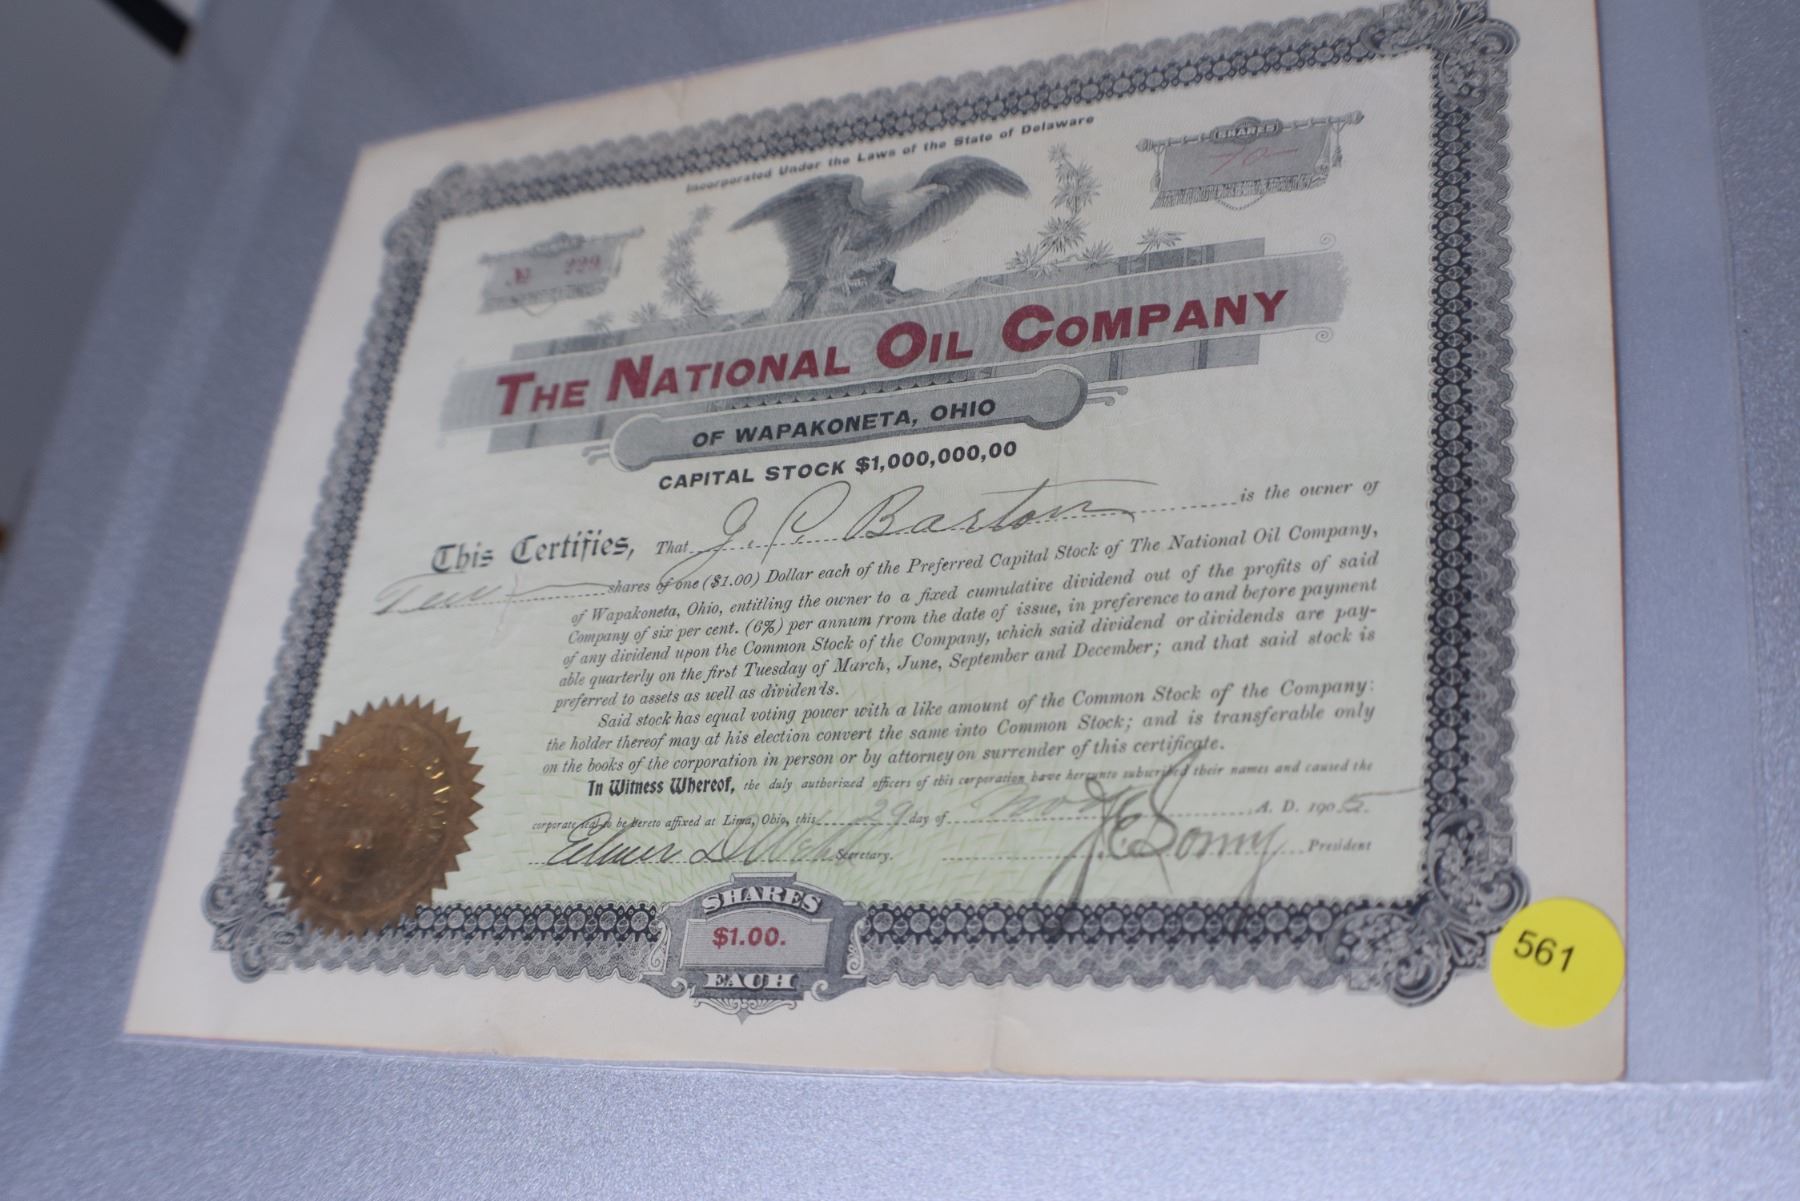 Incorporated Under the Laws of the State of Delaware
SHARES
10
No 229
THE NATIONAL OIL COMPANY
OF WAPAKONETA, OHIO
CAPITAL STOCK $1,000,000,00
This Certifies, That J. C. Barton is the owner of
Ten shares of one ($1.00) Dollar each of the Preferred Capital Stock of The National Oil Company,
of Wapakoneta, Ohio, entitling the owner to a fixed cumulative dividend out of the profits of said
Company of six per cent. (6%) per annum from the date of issue, in preference to and before payment
of any dividend upon the Common Stock of the Company, which said dividend or dividends are pay-
able quarterly on the first Tuesday of March, June, September and December; and that said stock is
preferred to assets as well as dividends.
Said stock has equal voting power with a like amount of the Common Stock of the Company:
the holder thereof may at his election convert the same into Common Stock; and is transferable only
on the books of the corporation in person or by attorney on surrender of this certificate.
In Witness Whereof, the duly authorized officers of this corporation have hereunto subscribed their names and caused the
corporate seal to be hereto affixed at Lima, Ohio, this 29 day of Nov A. D. 1905.
Elmer Secretary. President
SHARES
$1.00.
EACH
561